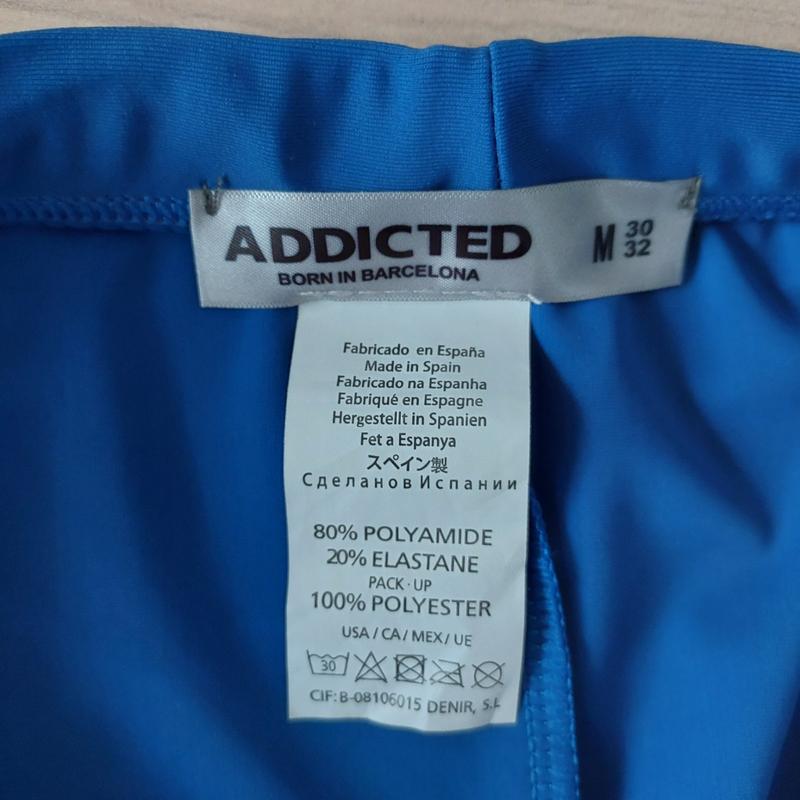 ADDICTED
BORN IN BARCELONA
M 30
32
Fabricado en España
Made in Spain
Fabricado na Espanha
Fabriqué en Espagne
Hergestellt in Spanien
Fet a Espanya
スペイン製
Сделанов Испании
80% POLYAMIDE
20% ELASTANE
PACK·UP
100% POLYESTER
USA/CA/MEX/UE
30
CIF:B-08106015 DENIR, S.L